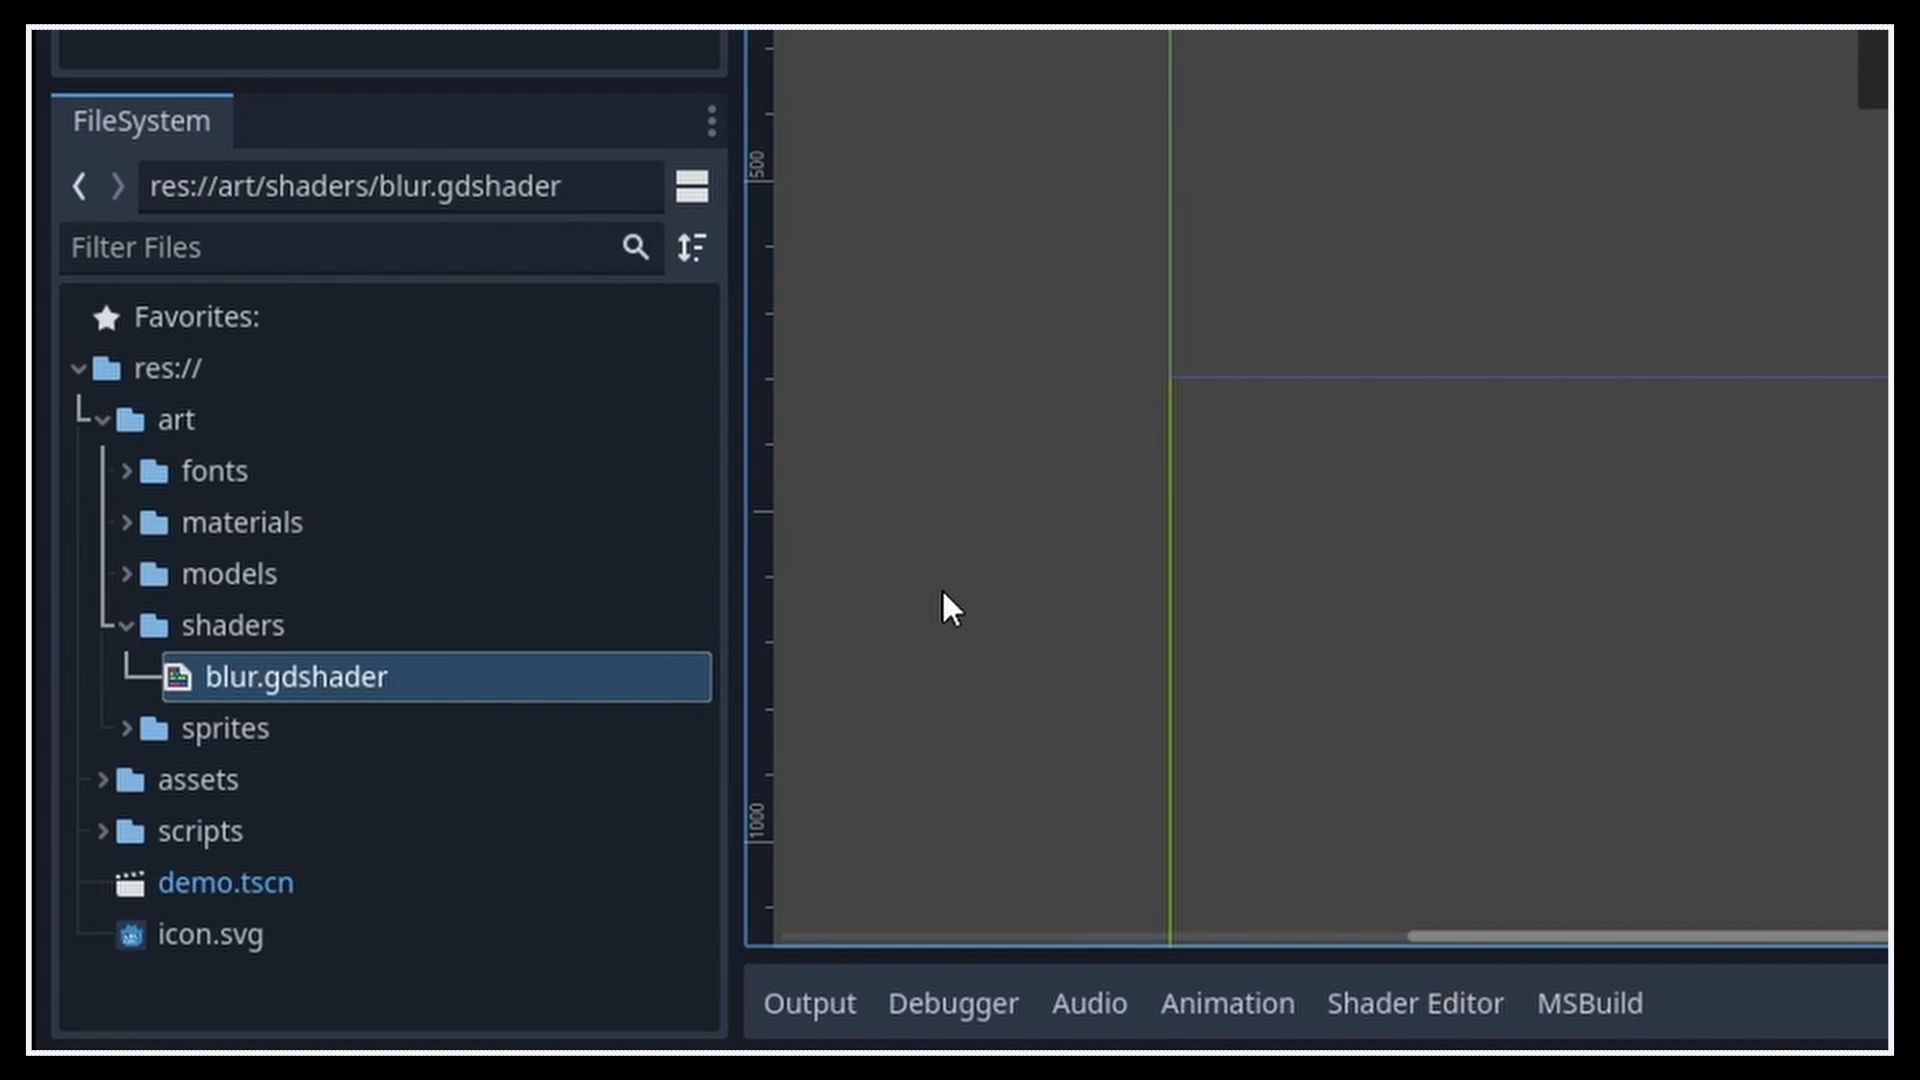 FileSystem
res://art/shaders/blur.gdshader
Filter Files
Favorites:
res://
art
fonts
materials
models
shaders
blur.gdshader
sprites
assets
scripts
demo.tscn
icon.svg
500
1000
Output Debugger Audio Animation Shader Editor MSBuild